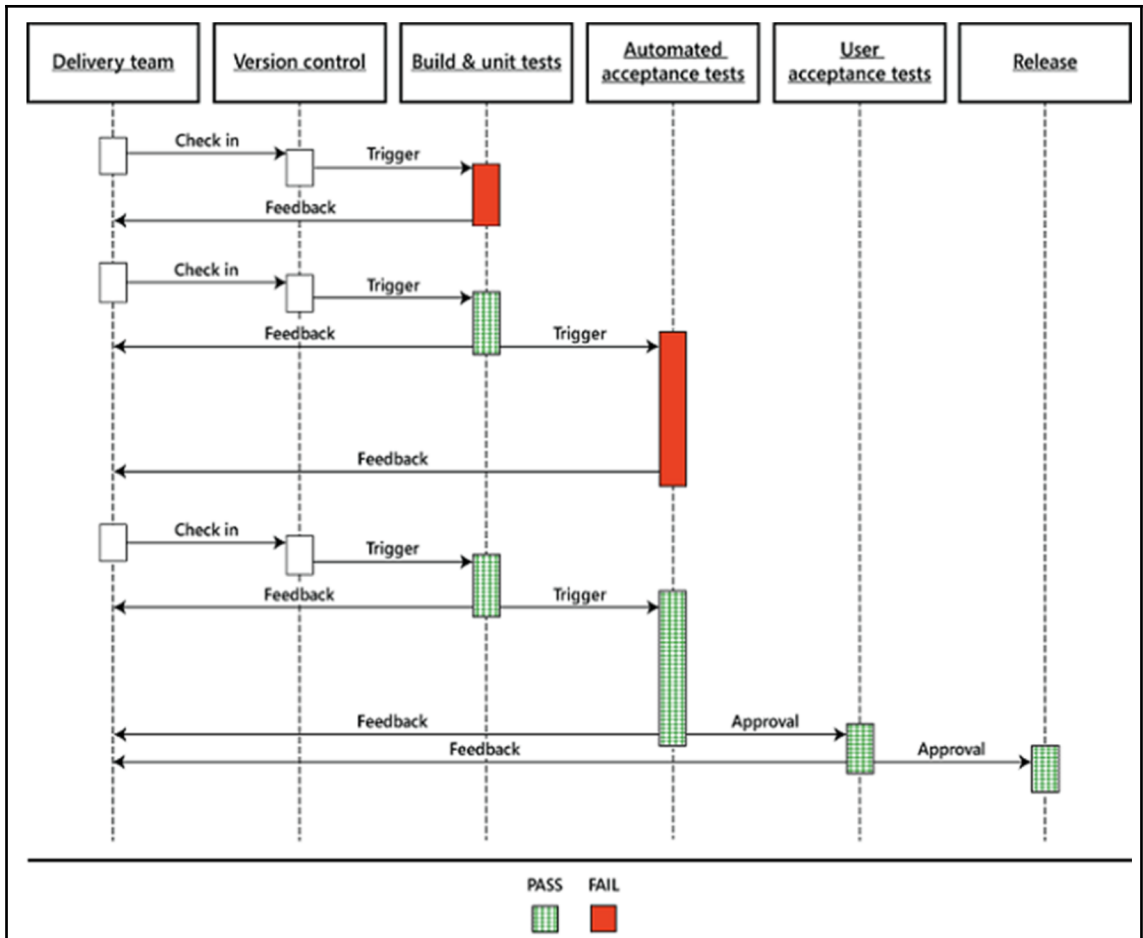 Delivery team
Version control
Build & unit tests
Automated
acceptance tests
User
acceptance tests
Release
Check in
Trigger
Feedback
Check in
Trigger
Feedback
Trigger
Feedback
Check in
Trigger
Feedback
Trigger
Feedback
Approval
Feedback
Approval
PASS
FAIL